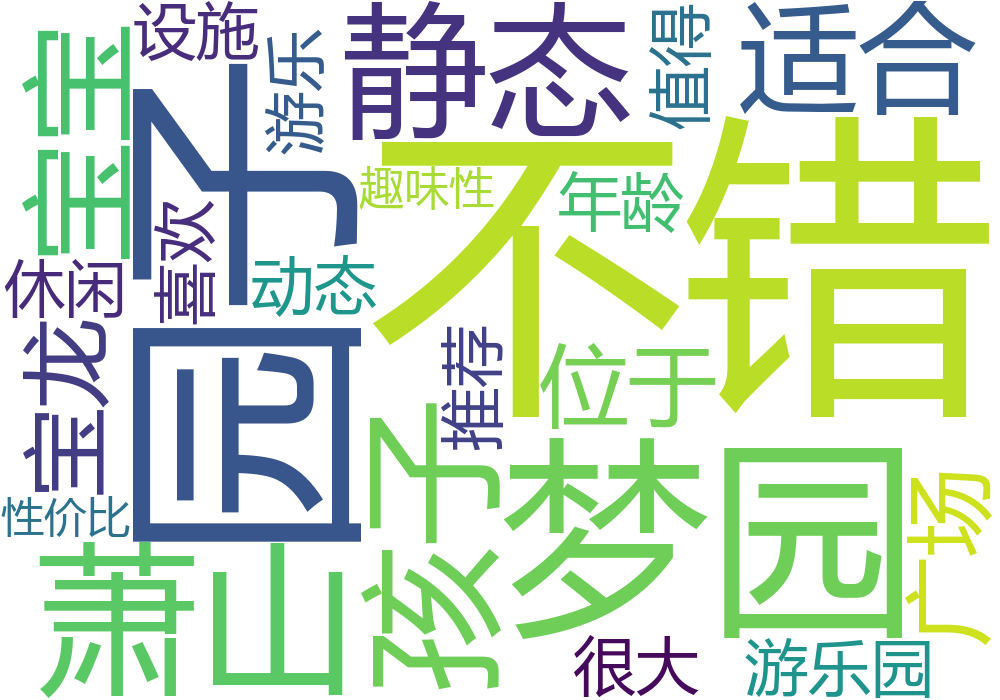 设施
静态
适合
宝宝
园子
游乐
值得
不错
趣味性
年龄
喜欢
休闲
动态
宝龙
推荐
位于
孩子
梦园
广场
性价比
萧山
很大
游乐园